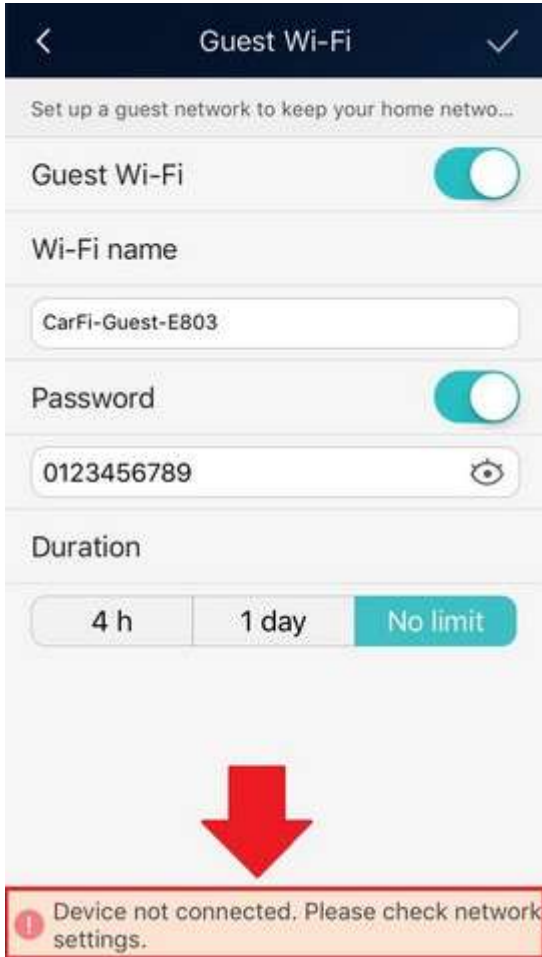 Guest Wi-Fi
Set up a guest network to keep your home netwo...
Guest Wi-Fi
Wi-Fi name
CarFi-Guest-E803
Password
0123456789
Duration
4 h 1 day No limit
! Device not connected. Please check network
settings.